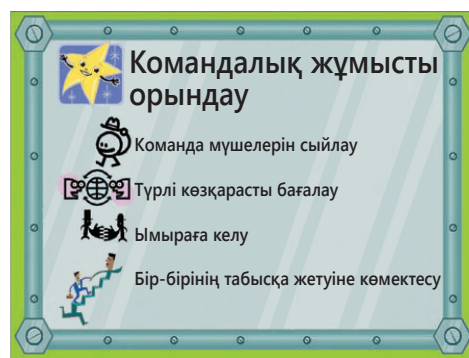 Командалық жұмысты
орындау
Команда мүшелерін сыйлау
Түрлі көзқарасты бағалау
Ымыраға келу
Бір-бірінің табысқа жетуіне көмектесу